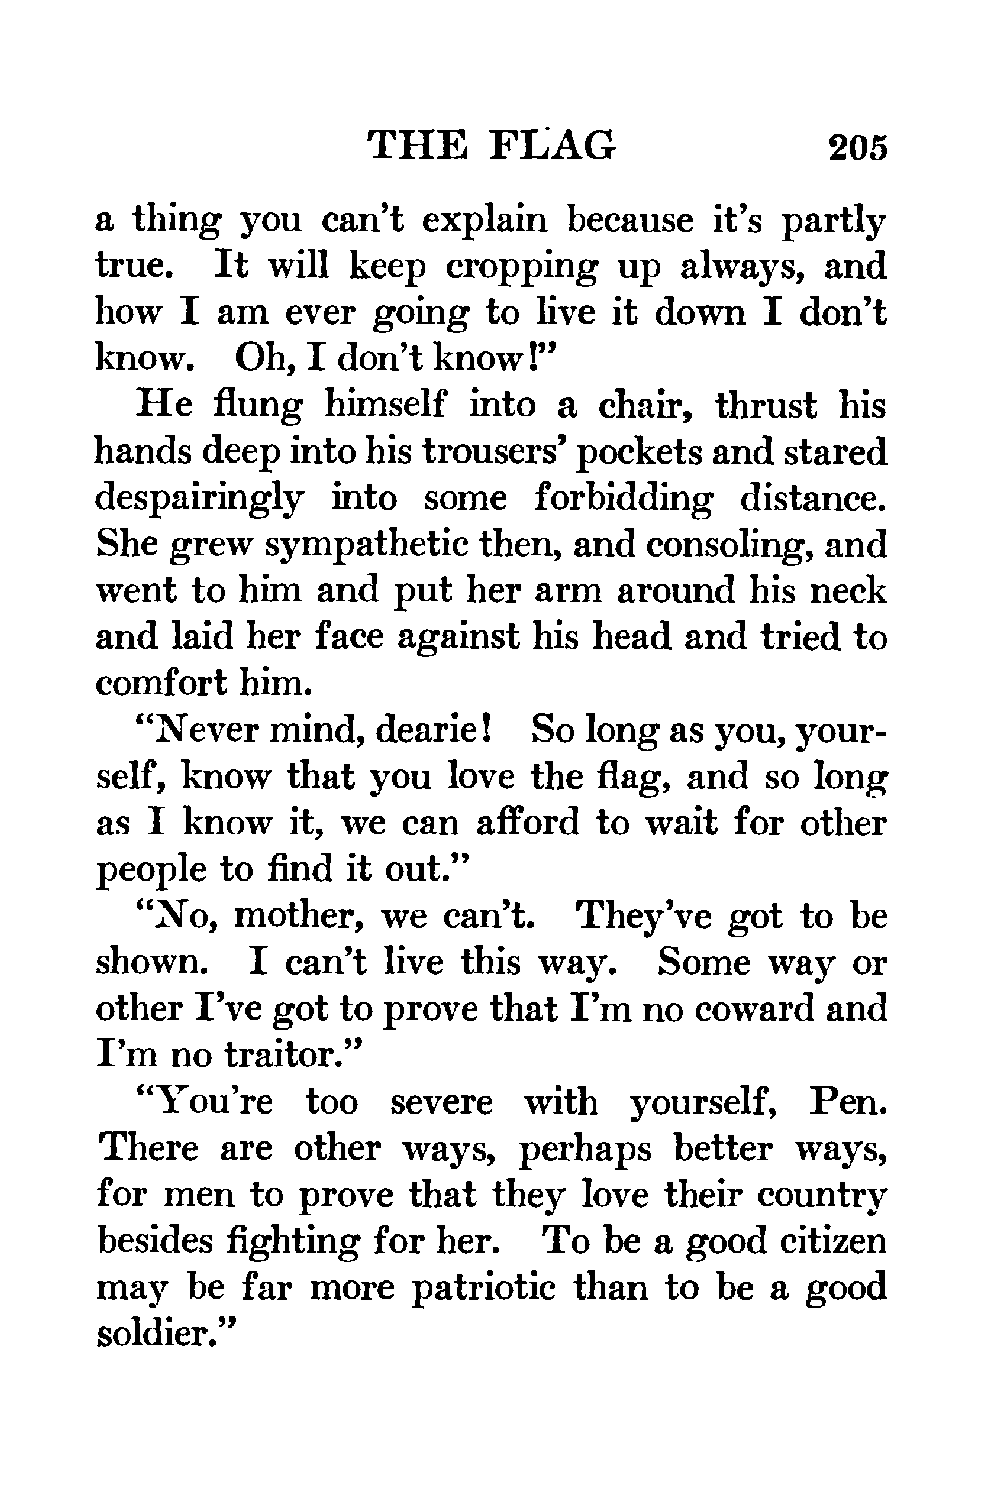 THE FLAG 205
a thing you can't explain because it's partly
true. It will keep cropping up always, and
how I am ever going to live it down I don't
know. Oh, I don't know!"
He flung himself into a chair, thrust his
hands deep into his trousers' pockets and stared
despairingly into some forbidding distance.
She grew sympathetic then, and consoling, and
went to him and put her arm around his neck
and laid her face against his head and tried to
comfort him.
"Never mind, dearie! So long as you, your-
self, know that you love the flag, and so long
as I know it, we can afford to wait for other
people to find it out."
"No, mother, we can't. They've got to be
shown. I can't live this way. Some way or
other I've got to prove that I'm no coward and
I'm no traitor."
"You're too severe with yourself, Pen.
There are other ways, perhaps better ways,
for men to prove that they love their country
besides fighting for her. To be a good citizen
may be far more patriotic than to be a good
soldier."